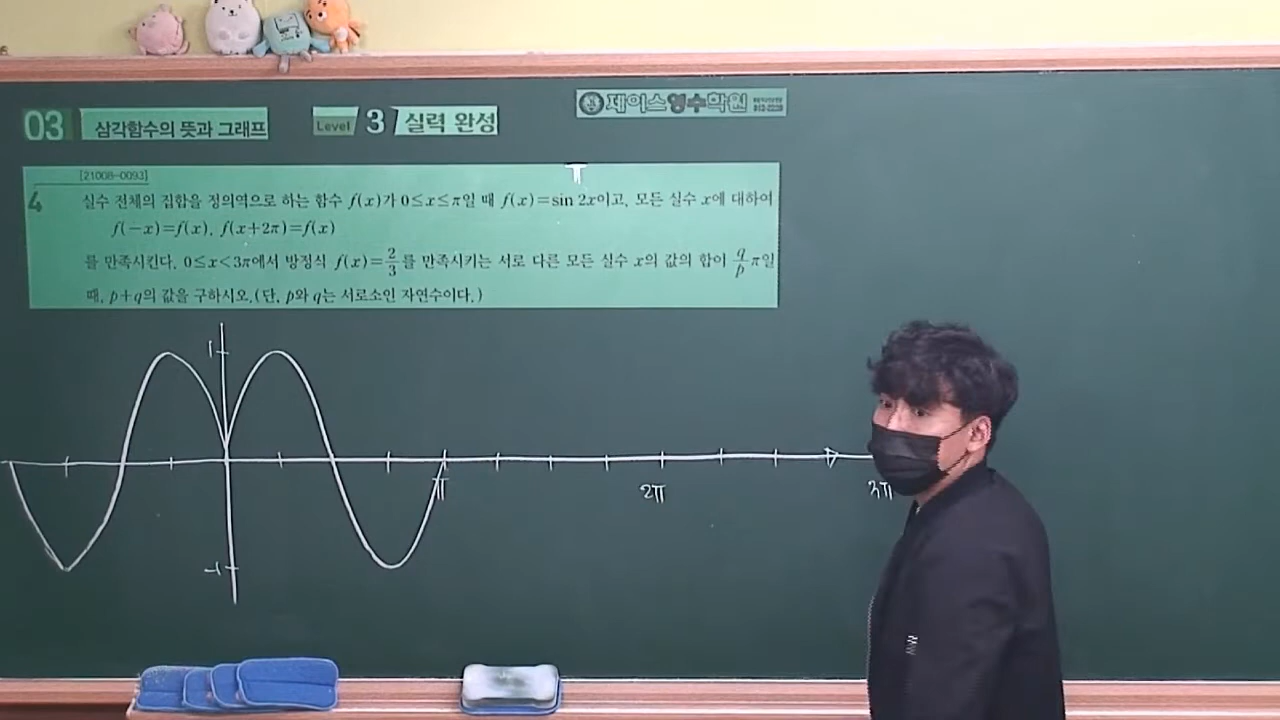 제이스영수학원
03 삼각함수의 뜻과 그래프 Level 3 실력 완성
[21008-0093]
π
4 실수 전체의 집합을 정의역으로 하는 함수 f(x)가 0≤x≤π일 때 f(x)=sin 2x이고, 모든 실수 x에 대하여
f(-x)=f(x), f(x+2π)=f(x)
를 만족시킨다. 0≤x<3π에서 방정식 f(x)=2/3를 만족시키는 서로 다른 모든 실수 x의 값의 합이 q/p π일
때, p+q의 값을 구하시오. (단, p와 q는 서로소인 자연수이다.)
1
π 2π 3π
-1